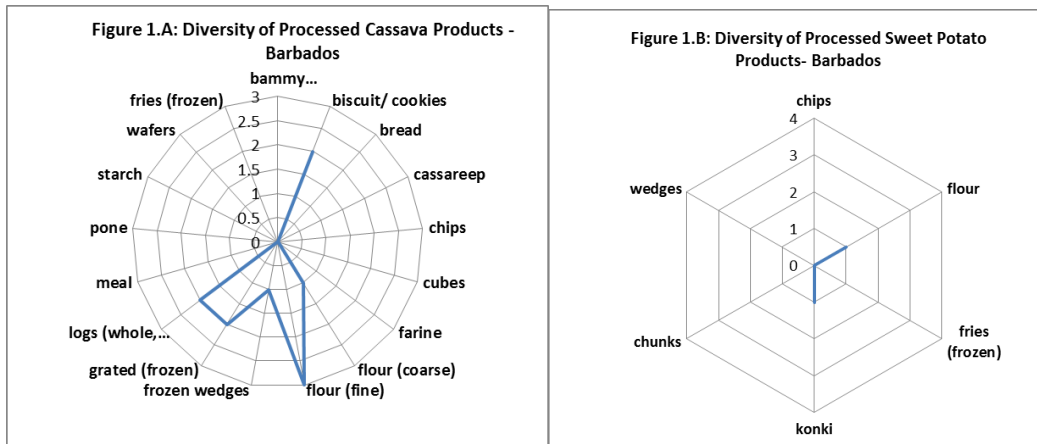 Figure 1.A: Diversity of Processed Cassava Products -
Barbados
bammy...
biscuit/ cookies
bread
cassareep
chips
cubes
farine
flour (coarse)
flour (fine)
frozen wedges
grated (frozen)
logs (whole,...
meal
pone
starch
wafers
fries (frozen)
3
2.5
2
1.5
1
0.5
0
Figure 1.B: Diversity of Processed Sweet Potato
Products- Barbados
chips
flour
fries
(frozen)
konki
chunks
wedges
4
3
2
1
0